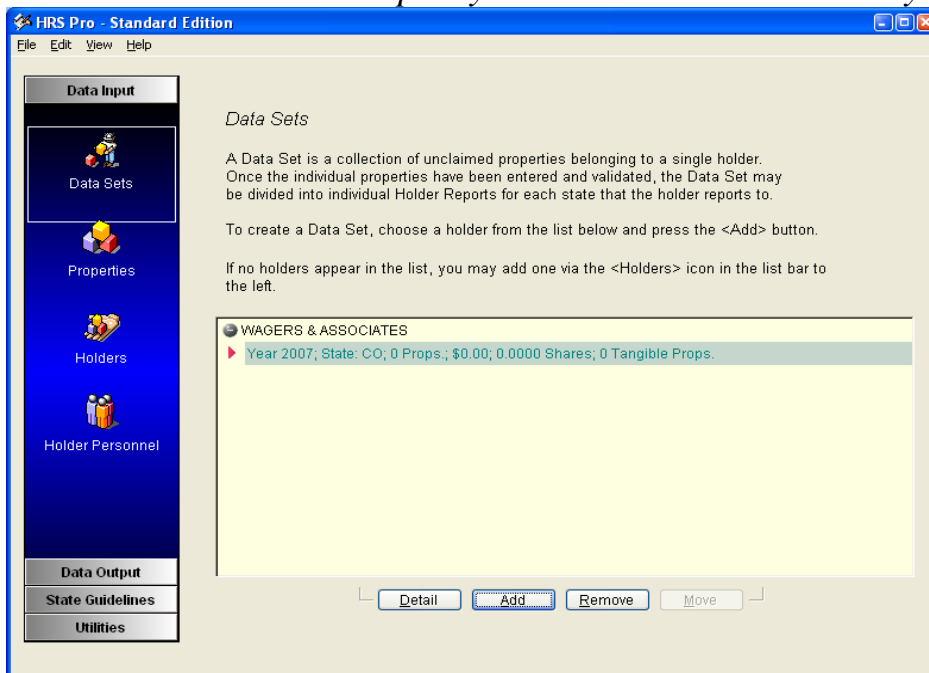 HRS Pro - Standard Edition
File Edit View Help
Data Input
Data Sets
Properties
Holders
Holder Personnel
Data Output
State Guidelines
Utilities
Data Sets
A Data Set is a collection of unclaimed properties belonging to a single holder.
Once the individual properties have been entered and validated, the Data Set may
be divided into individual Holder Reports for each state that the holder reports to.
To create a Data Set, choose a holder from the list below and press the <Add> button.
If no holders appear in the list, you may add one via the <Holders> icon in the list bar to
the left.
WAGERS & ASSOCIATES
Year 2007; State: CO; 0 Props.; $0.00; 0.0000 Shares; 0 Tangible Props.
Detail Add Remove Move